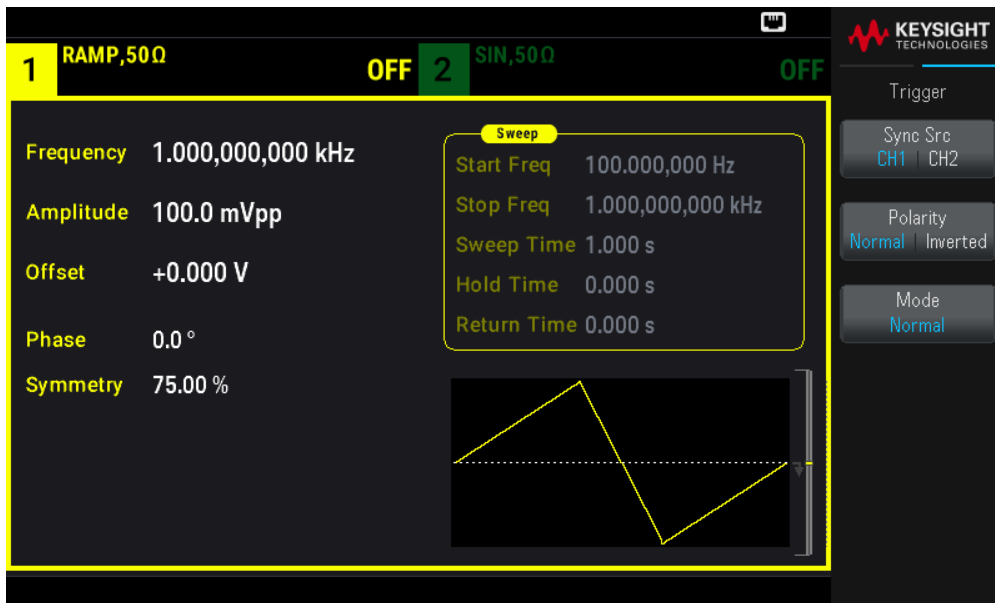 KEYSIGHT
TECHNOLOGIES
1 RAMP,50Ω OFF 2 SIN,50Ω OFF
Trigger
Frequency 1.000,000,000 kHz
Amplitude 100.0 mVpp
Offset +0.000 V
Phase 0.0 °
Symmetry 75.00 %
Sweep
Start Freq 100.000,000 Hz
Stop Freq 1.000,000,000 kHz
Sweep Time 1.000 s
Hold Time 0.000 s
Return Time 0.000 s
Sync Src
CH1 | CH2
Polarity
Normal | Inverted
Mode
Normal